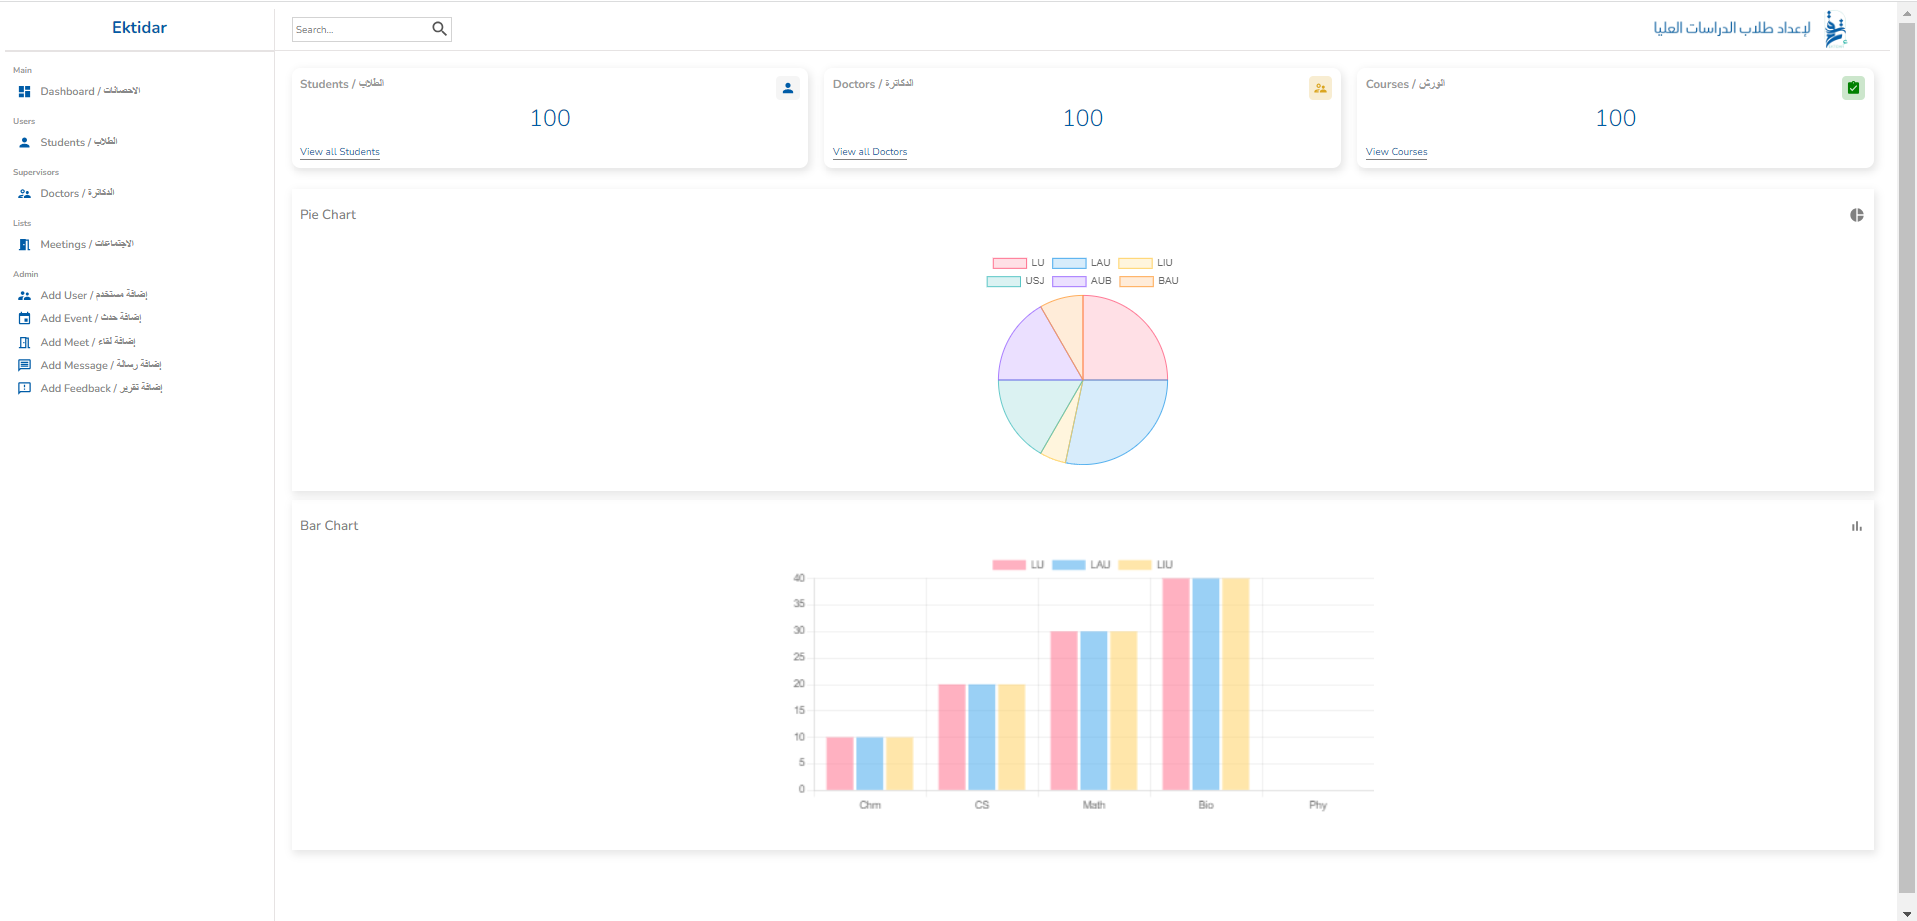 Ektidar
Search...
لإعداد طلاب الدراسات العليا
Main
Dashboard / الاحصائات
Users
Students / الطلاب
Supervisors
Doctors / الدكاترة
Lists
Meetings / الاجتماعات
Admin
Add User / إضافة مستخدم
Add Event / إضافة حدث
Add Meet / إضافة لقاء
Add Message / إضافة رسالة
Add Feedback / إضافة تقرير
Students / الطلاب
100
View all Students
Doctors / الدكاترة
100
View all Doctors
Courses / الورش
100
View Courses
Pie Chart
LU LAU LIU
USJ AUB BAU
Bar Chart
LU LAU LIU
40
35
30
25
20
15
10
5
0
Chm CS Math Bio Phy